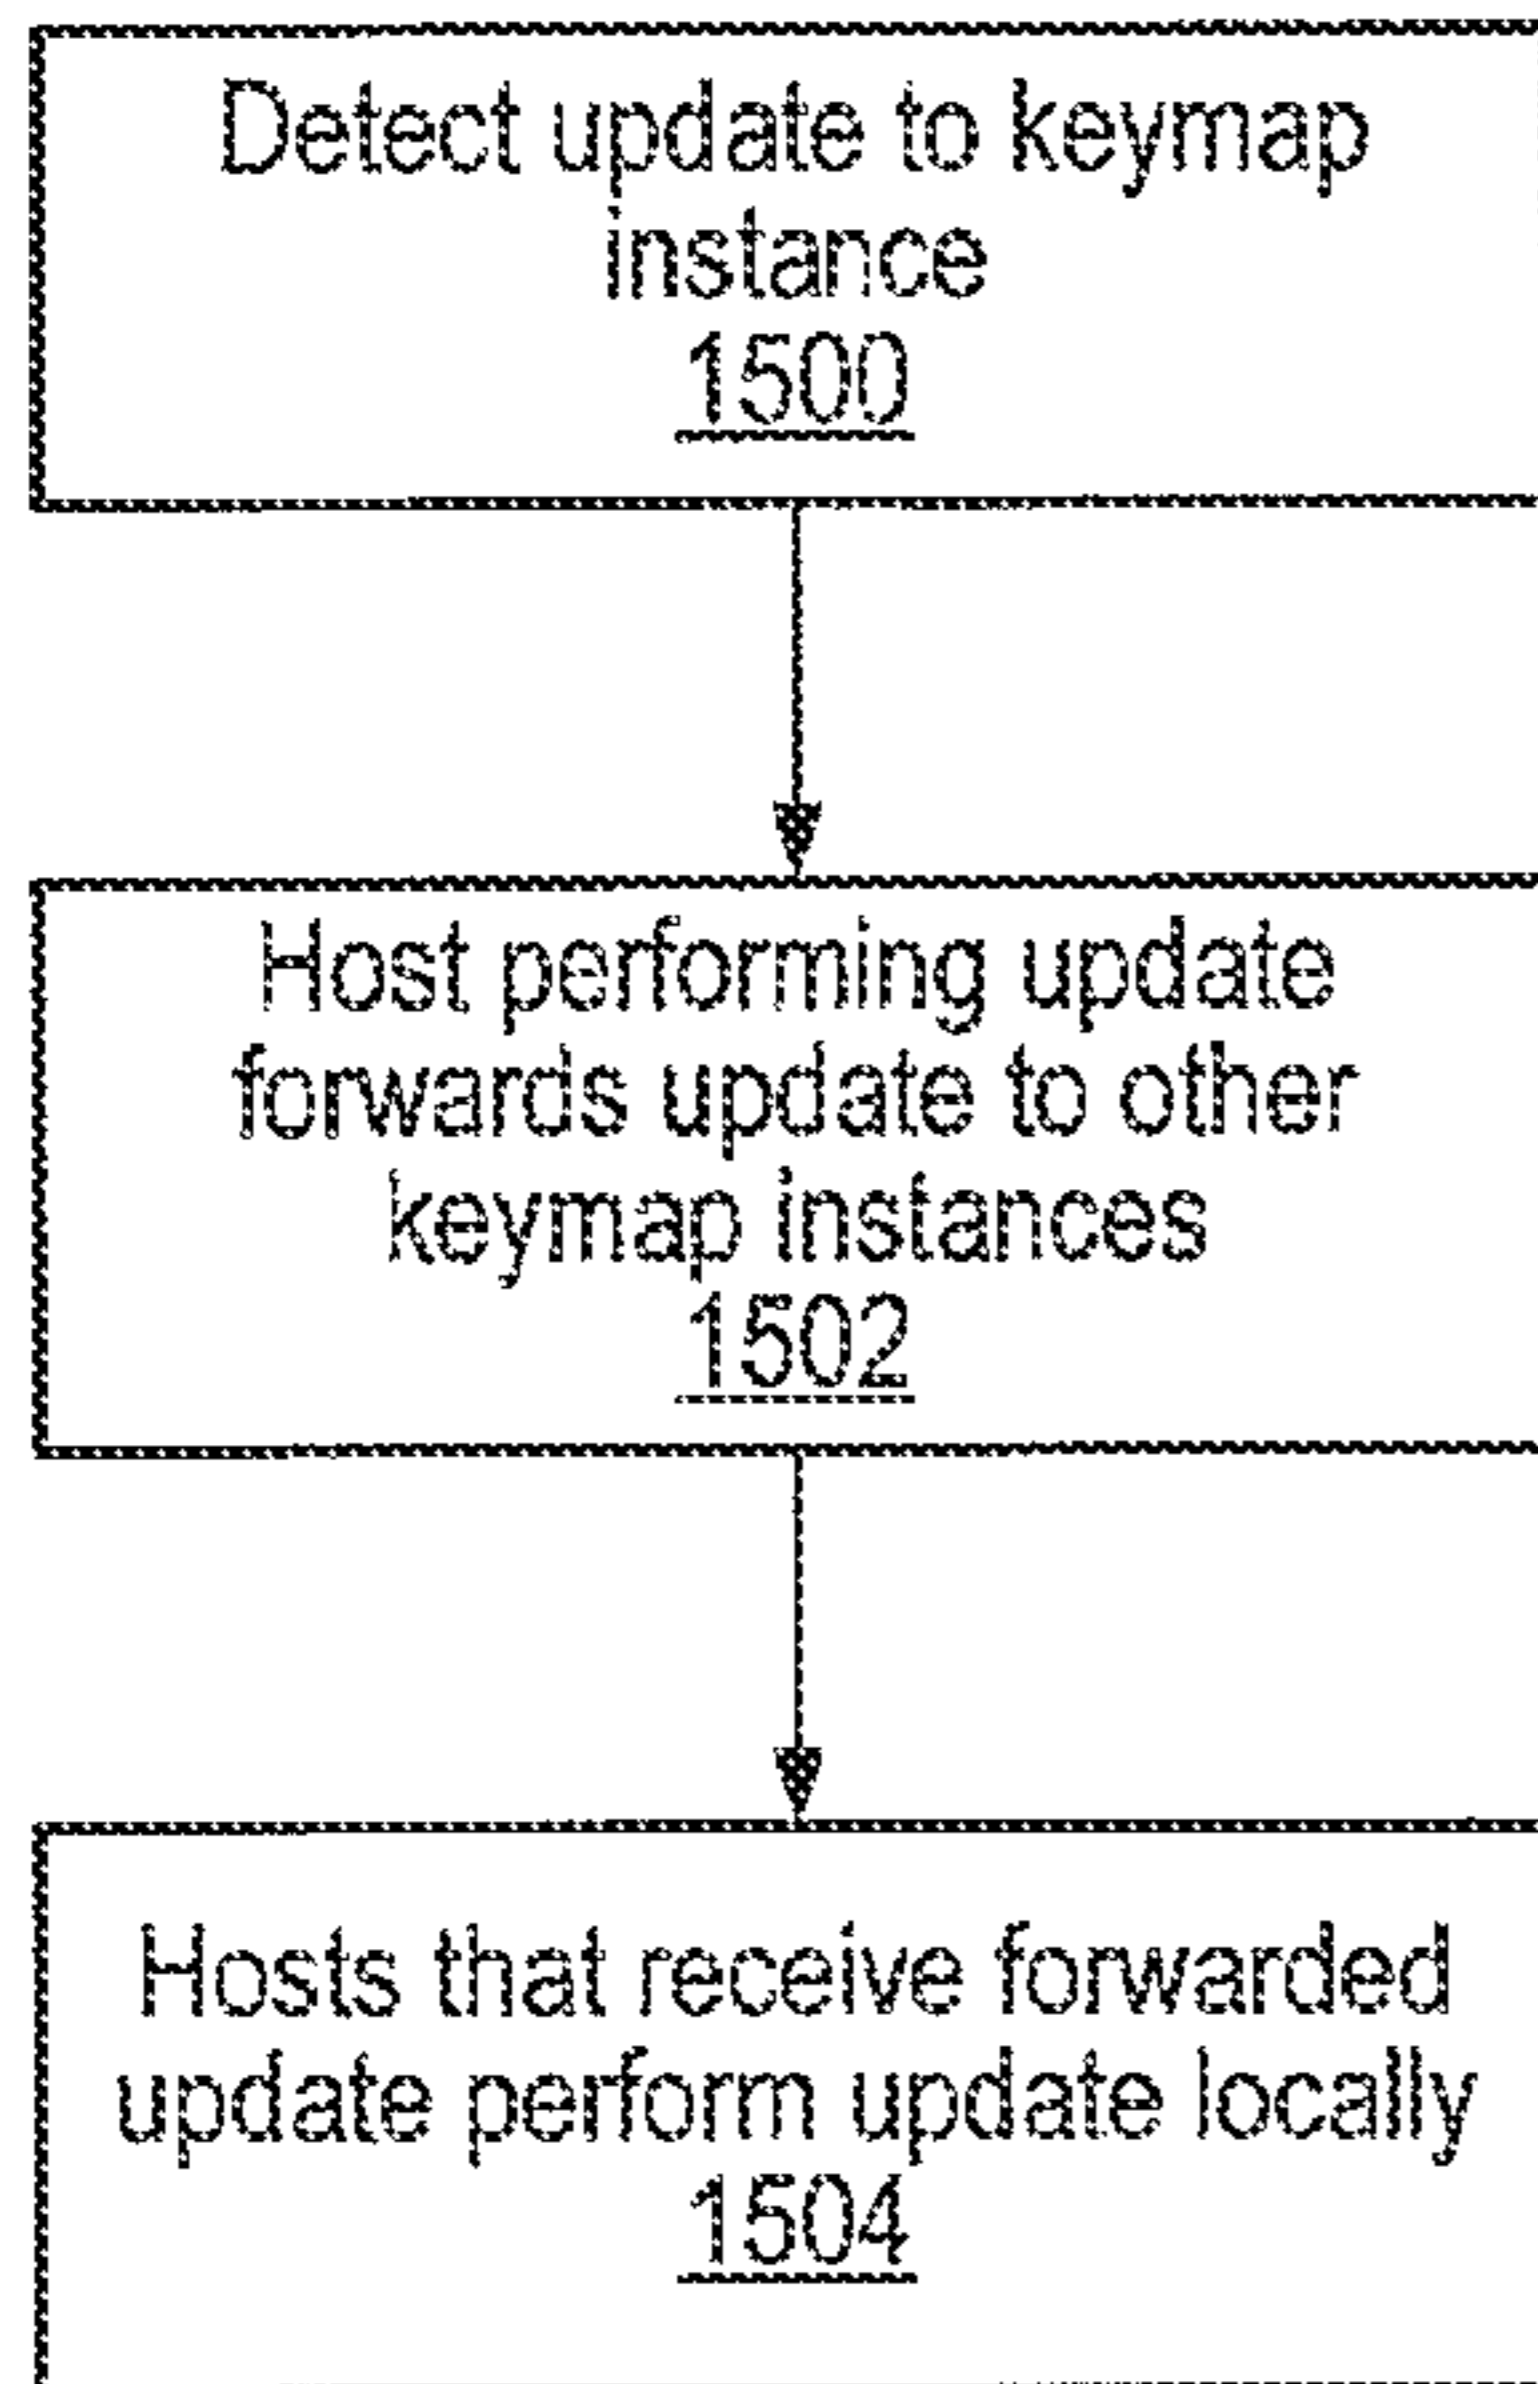 Detect update to keymap
instance
1500
Host performing update
forwards update to other
keymap instances
1502
Hosts that receive forwarded
update perform update locally
1504